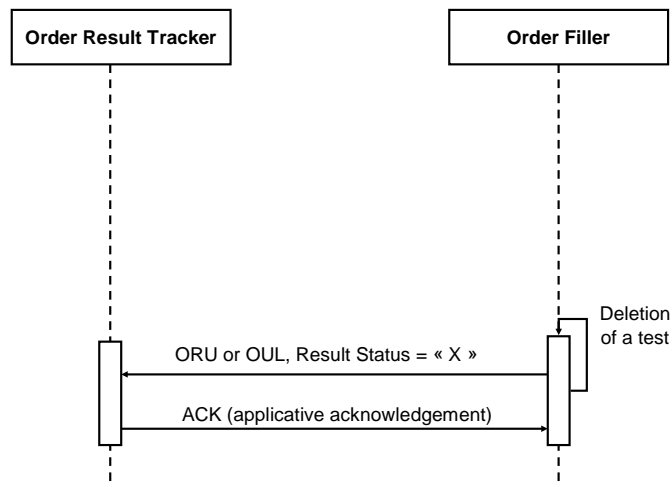 Order Result Tracker
Order Filler
Deletion
of a test
ORU or OUL, Result Status = « X »
ACK (applicative acknowledgement)